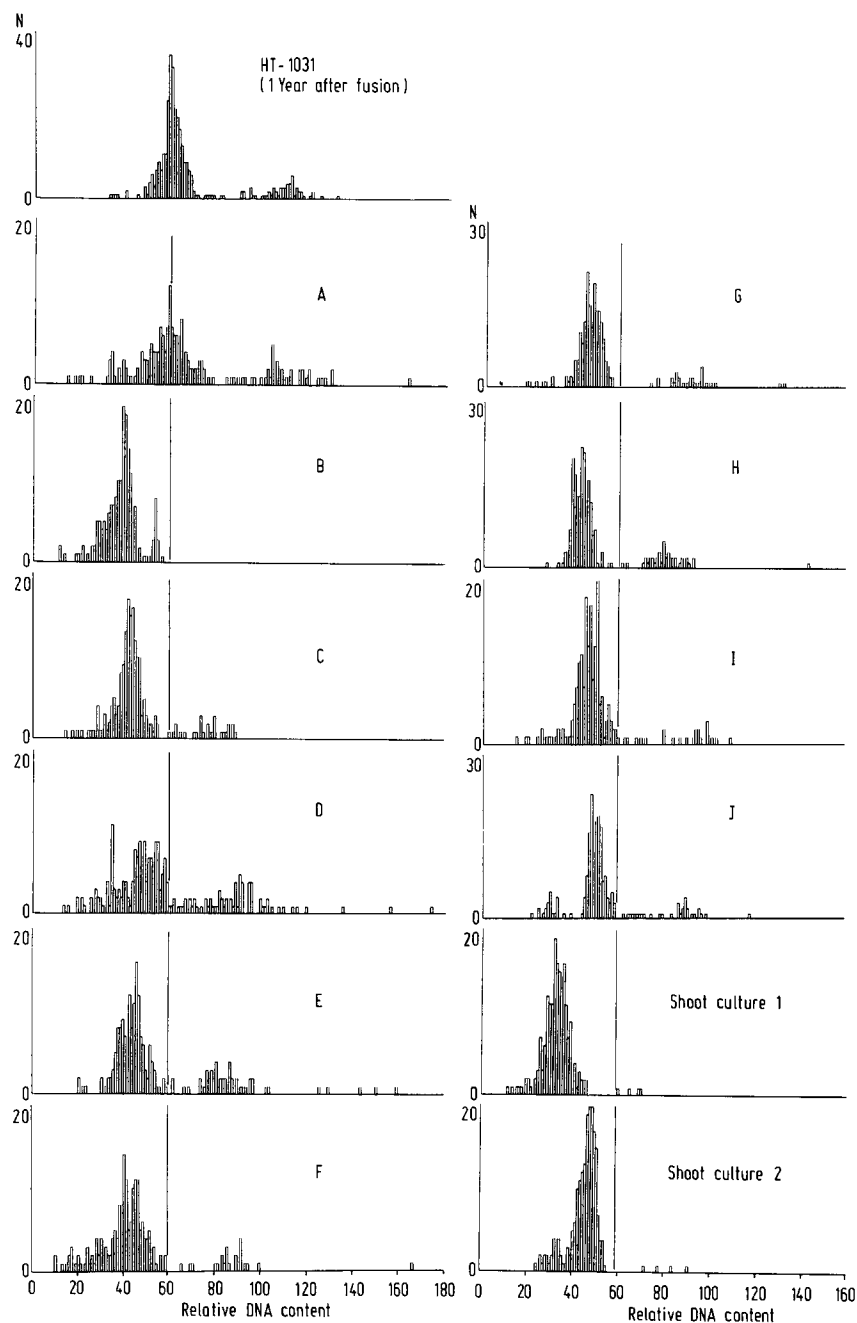 N
40
0
HT-1031
(1 Year after fusion)
20
0
A
20
0
B
20
0
C
20
0
D
20
0
E
20
0
F
0 20 40 60 80 100 120 140 160 180
Relative DNA content
N
30
0
G
30
0
H
20
0
I
30
0
J
20
0
Shoot culture 1
20
0
Shoot culture 2
0 20 40 60 80 100 120 140 160
Relative DNA content